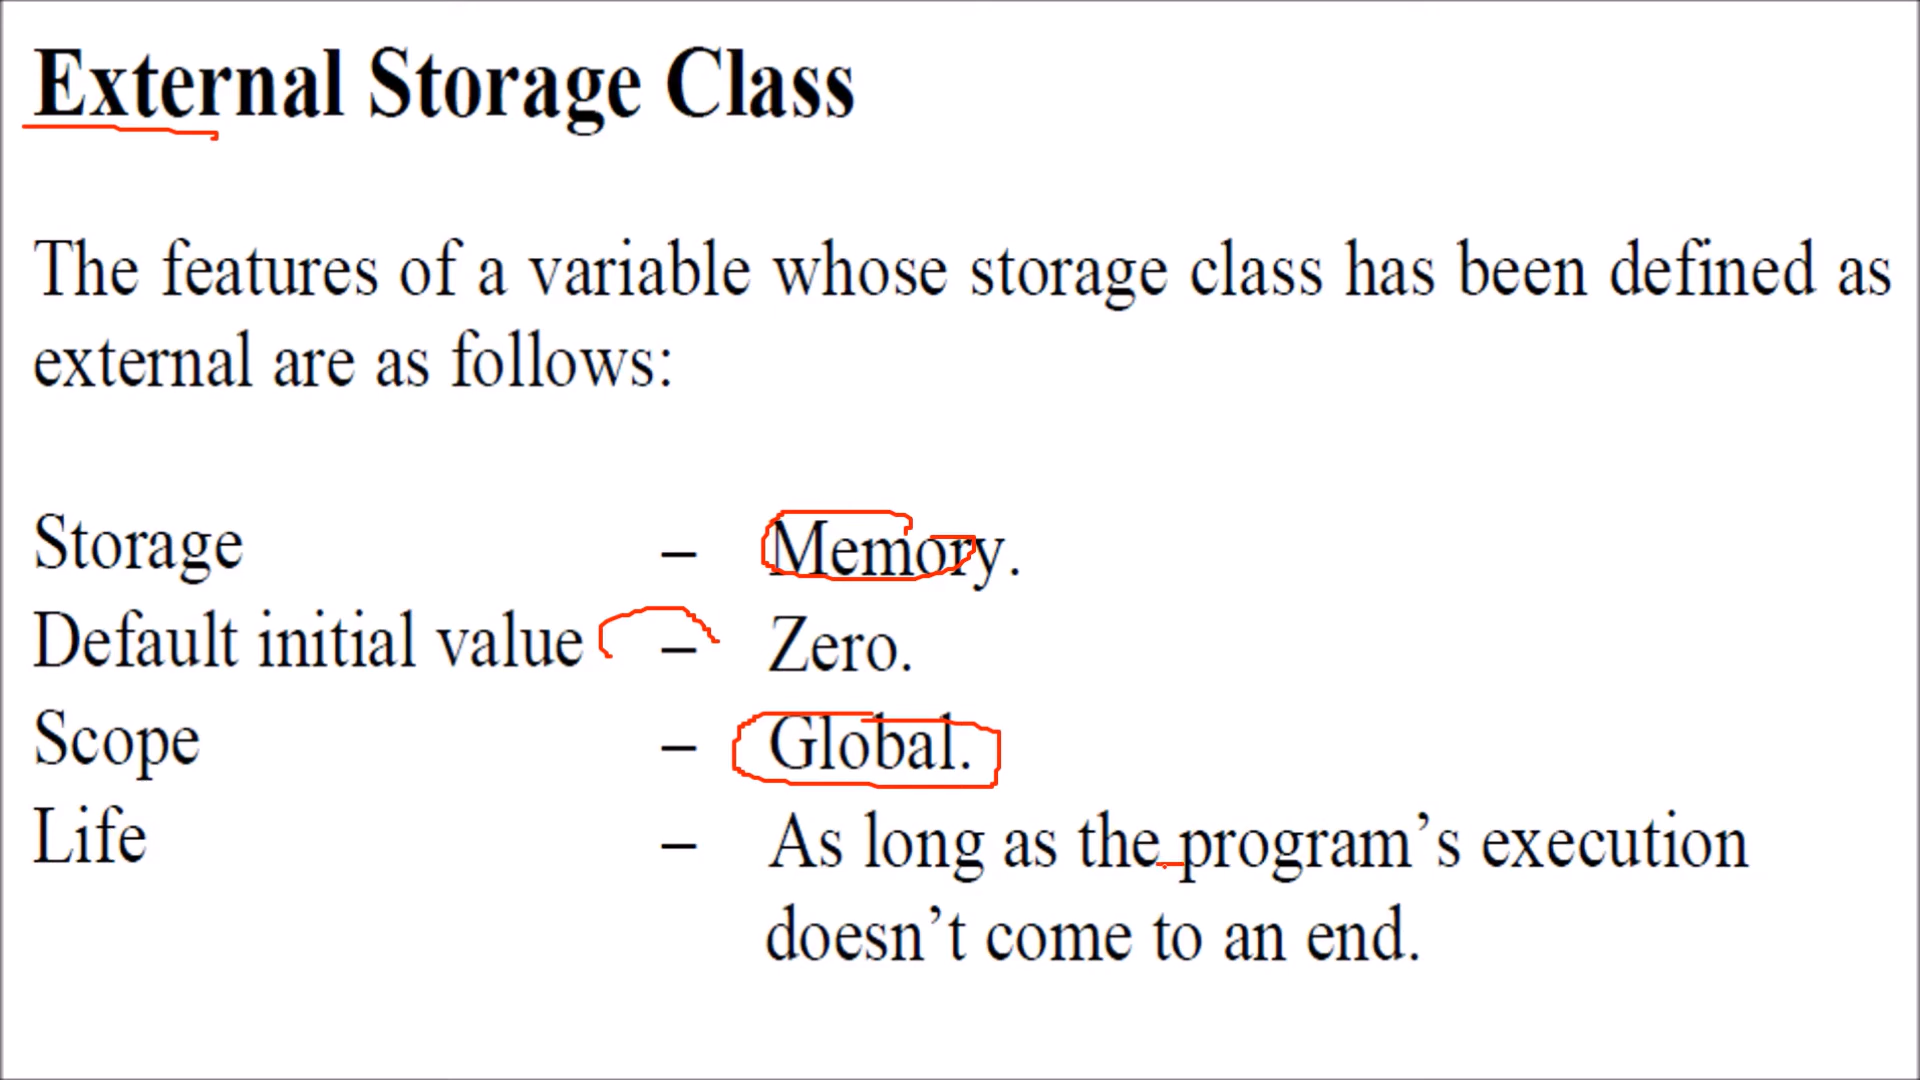 External Storage Class
The features of a variable whose storage class has been defined as
external are as follows:
Storage – Memory.
Default initial value – Zero.
Scope – Global.
Life – As long as the program’s execution
doesn’t come to an end.